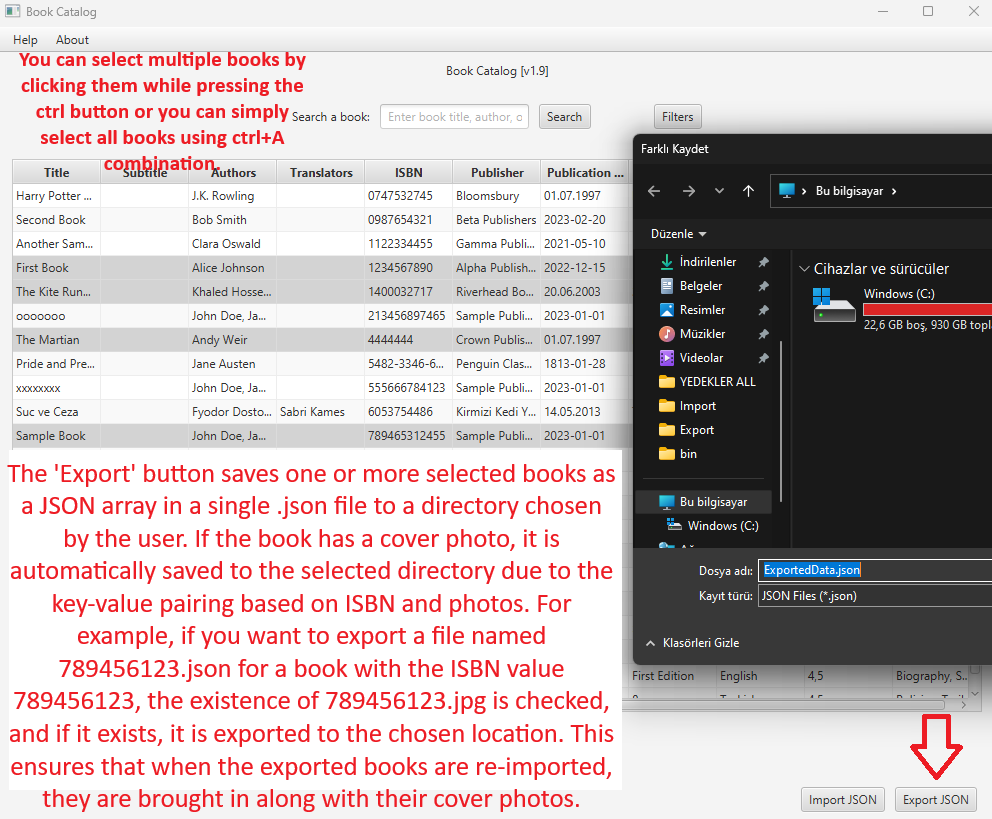 Book Catalog
Help About
You can select multiple books by
clicking them while pressing the
ctrl button or you can simply
select all books using ctrl+A
combination.
Book Catalog [v1.9]
Search a book: Enter book title, author, o Search Filters
Title Subtitle Authors Translators ISBN Publisher Publication ...
Harry Potter ... J.K. Rowling 0747532745 Bloomsbury 01.07.1997
Second Book Bob Smith 0987654321 Beta Publishers 2023-02-20
Another Sam... Clara Oswald 1122334455 Gamma Publi... 2021-05-10
First Book Alice Johnson 1234567890 Alpha Publish... 2022-12-15
The Kite Run... Khaled Hosse... 1400032717 Riverhead Bo... 20.06.2003
ooooooo John Doe, Ja... 213456897465 Sample Publi... 2023-01-01
The Martian Andy Weir 4444444 Crown Publis... 01.07.1997
Pride and Pre... Jane Austen 5482-3346-6... Penguin Clas... 1813-01-28
xxxxxxxx John Doe, Ja... 555666784123 Sample Publi... 2023-01-01
Suc ve Ceza Fyodor Dosto... Sabri Kames 6053754486 Kirmizi Kedi Y... 14.05.2013
Sample Book John Doe, Ja... 789465312455 Sample Publi... 2023-01-01
The 'Export' button saves one or more selected books as
a JSON array in a single .json file to a directory chosen
by the user. If the book has a cover photo, it is
automatically saved to the selected directory due to the
key-value pairing based on ISBN and photos. For
example, if you want to export a file named
789456123.json for a book with the ISBN value
789456123, the existence of 789456123.jpg is checked,
and if it exists, it is exported to the chosen location. This
ensures that when the exported books are re-imported,
they are brought in along with their cover photos.
Farklı Kaydet
Bu bilgisayar
Düzenle
İndirilenler
Belgeler
Resimler
Müzikler
Videolar
YEDEKLER ALL
Import
Export
bin
Bu bilgisayar
Windows (C:)
Cihazlar ve sürücüler
Windows (C:)
22,6 GB boş, 930 GB topl
Dosya adı: ExportedData.json
Kayıt türü: JSON Files (*.json)
Klasörleri Gizle
First Edition English 4,5 Biography, S...
Import JSON Export JSON